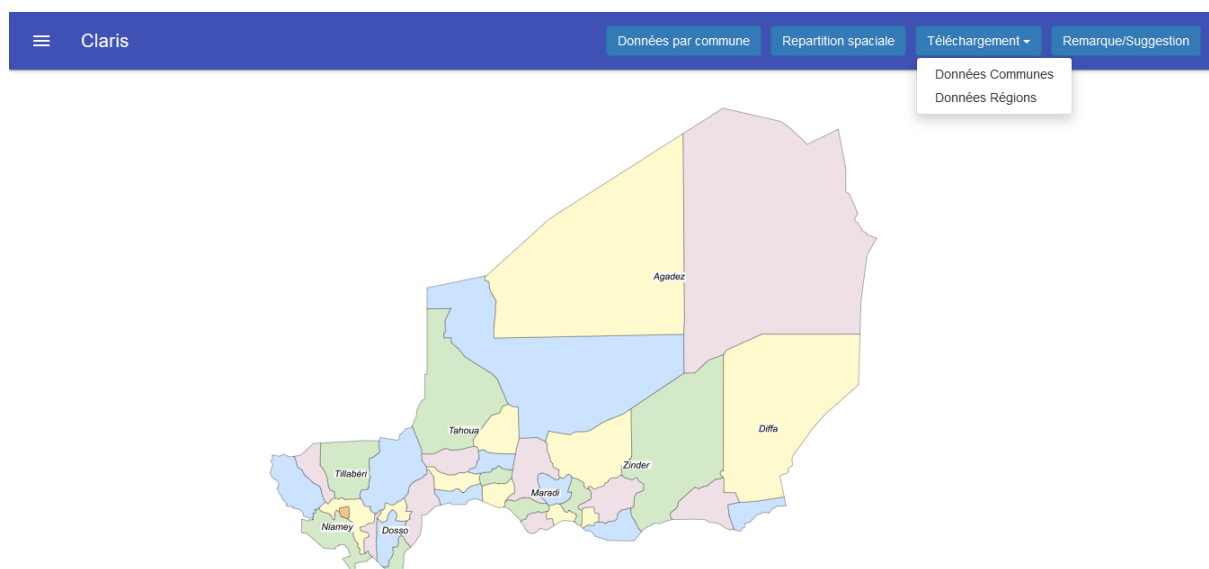 Claris
Données par commune
Repartition spaciale
Téléchargement
Remarque/Suggestion
Données Communes
Données Régions
Agadez
Tahoua
Diffa
Zinder
Tillabéri
Maradi
Niamey
Dosso